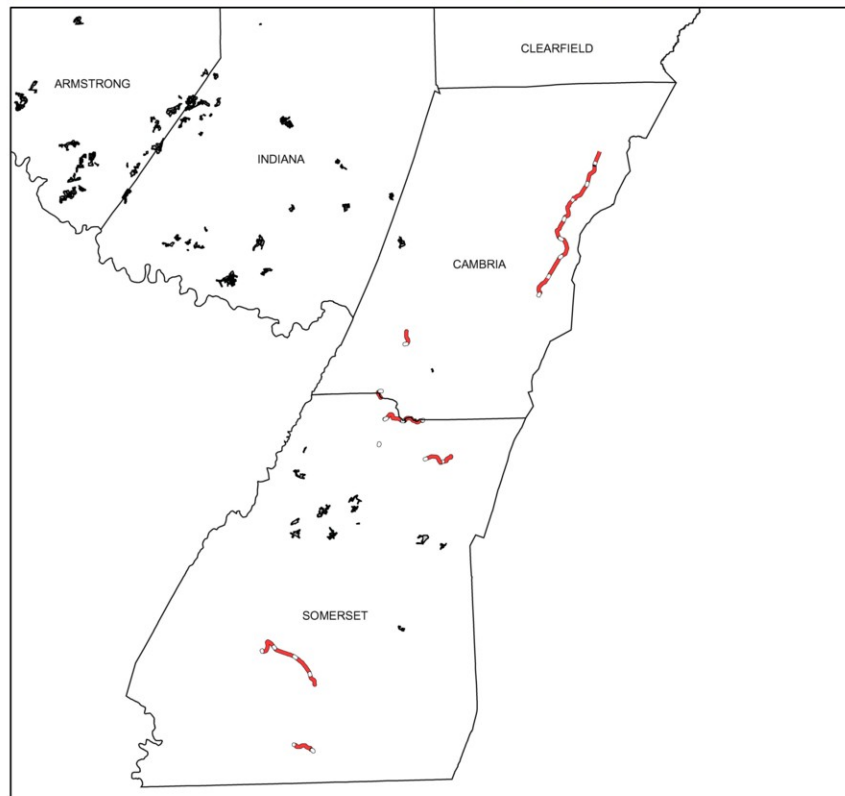 CLEARFIELD
ARMSTRONG
INDIANA
CAMBRIA
SOMERSET